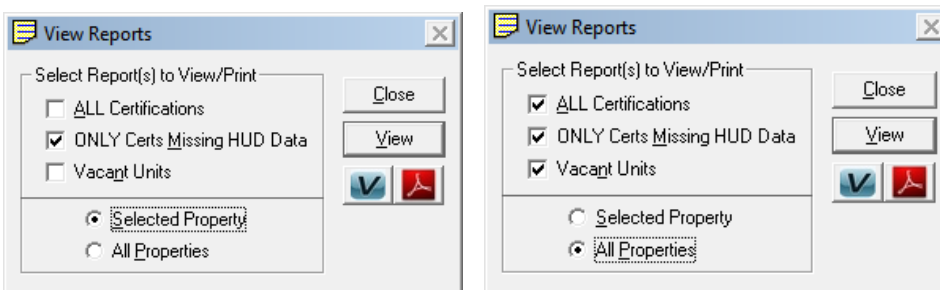 View Reports
Select Report(s) to View/Print
ALL Certifications
ONLY Certs Missing HUD Data
Vacant Units
Selected Property
All Properties
Close
View
V
View Reports
Select Report(s) to View/Print
ALL Certifications
ONLY Certs Missing HUD Data
Vacant Units
Selected Property
All Properties
Close
View
V